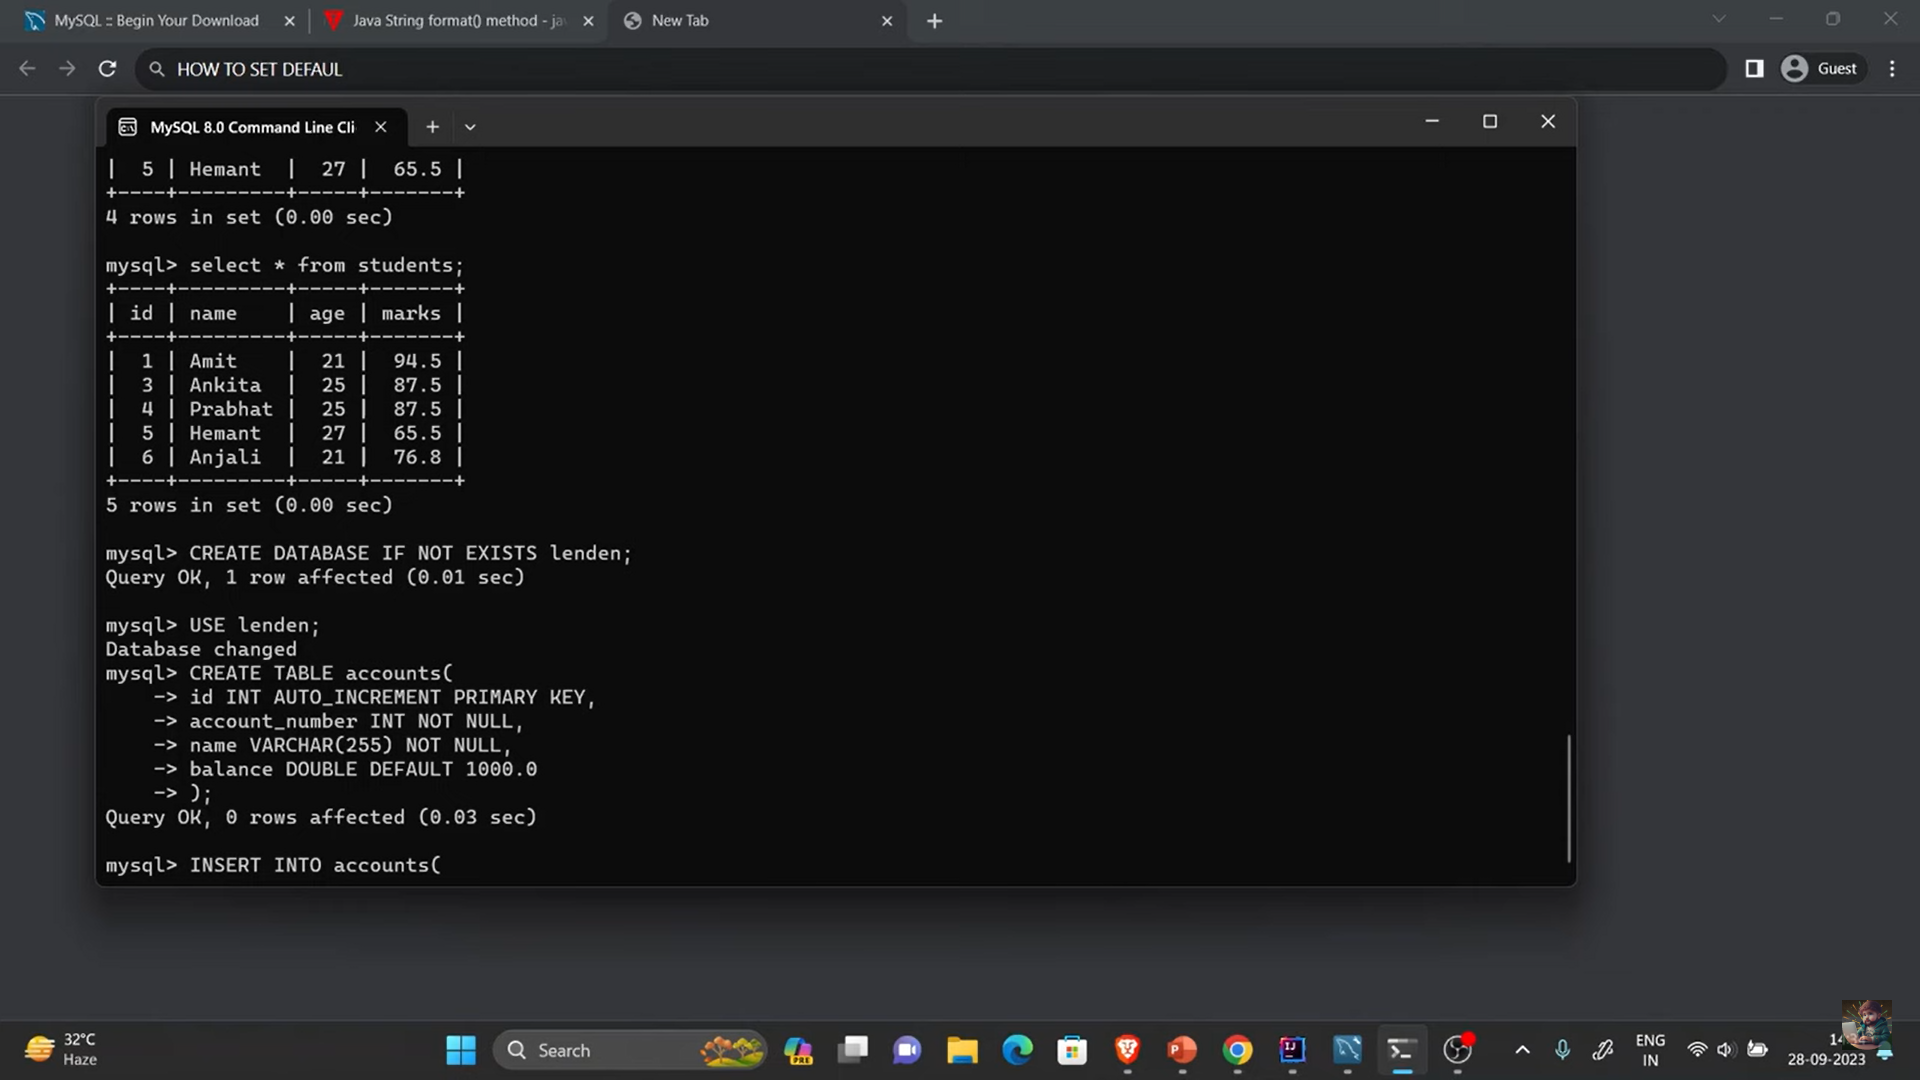 MySQL :: Begin Your Download
Java String format() method - ja
New Tab
HOW TO SET DEFAUL
Guest
MySQL 8.0 Command Line Cli
|  5 | Hemant  |  27 |  65.5 |
+----+---------+-----+-------+
4 rows in set (0.00 sec)
mysql> select * from students;
+----+---------+-----+-------+
| id | name    | age | marks |
+----+---------+-----+-------+
|  1 | Amit    |  21 |  94.5 |
|  3 | Ankita  |  25 |  87.5 |
|  4 | Prabhat |  25 |  87.5 |
|  5 | Hemant  |  27 |  65.5 |
|  6 | Anjali  |  21 |  76.8 |
+----+---------+-----+-------+
5 rows in set (0.00 sec)
mysql> CREATE DATABASE IF NOT EXISTS lenden;
Query OK, 1 row affected (0.01 sec)
mysql> USE lenden;
Database changed
mysql> CREATE TABLE accounts(
    -> id INT AUTO_INCREMENT PRIMARY KEY,
    -> account_number INT NOT NULL,
    -> name VARCHAR(255) NOT NULL,
    -> balance DOUBLE DEFAULT 1000.0
    -> );
Query OK, 0 rows affected (0.03 sec)
mysql> INSERT INTO accounts(
32°C
Haze
Search
PRE
ENG
IN
28-09-2023